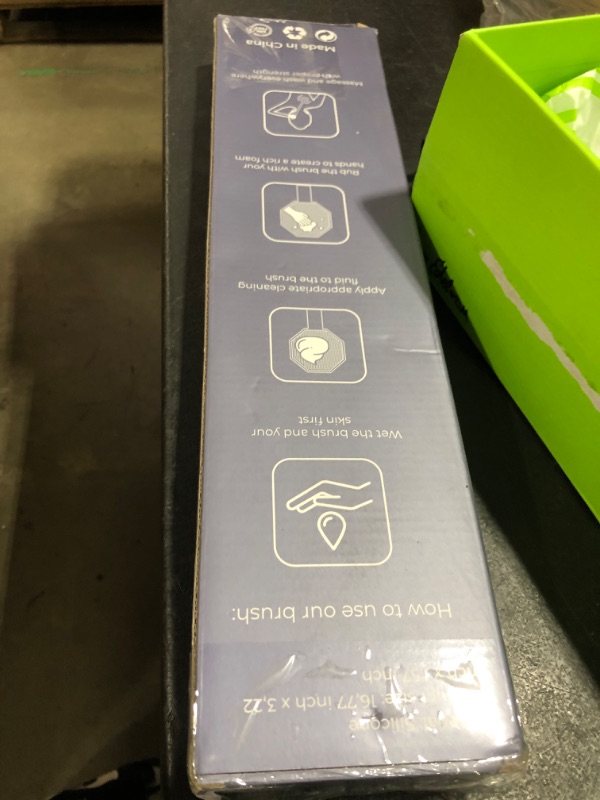 Silicone
16,77 inch x 3,22
inch
How to use our brush:
Wet the brush and your
skin first
Apply appropriate cleaning
fluid to the brush
Rub the brush with your
hands to create a rich foam
Massage and wash everywhere
with proper strength
Made in China